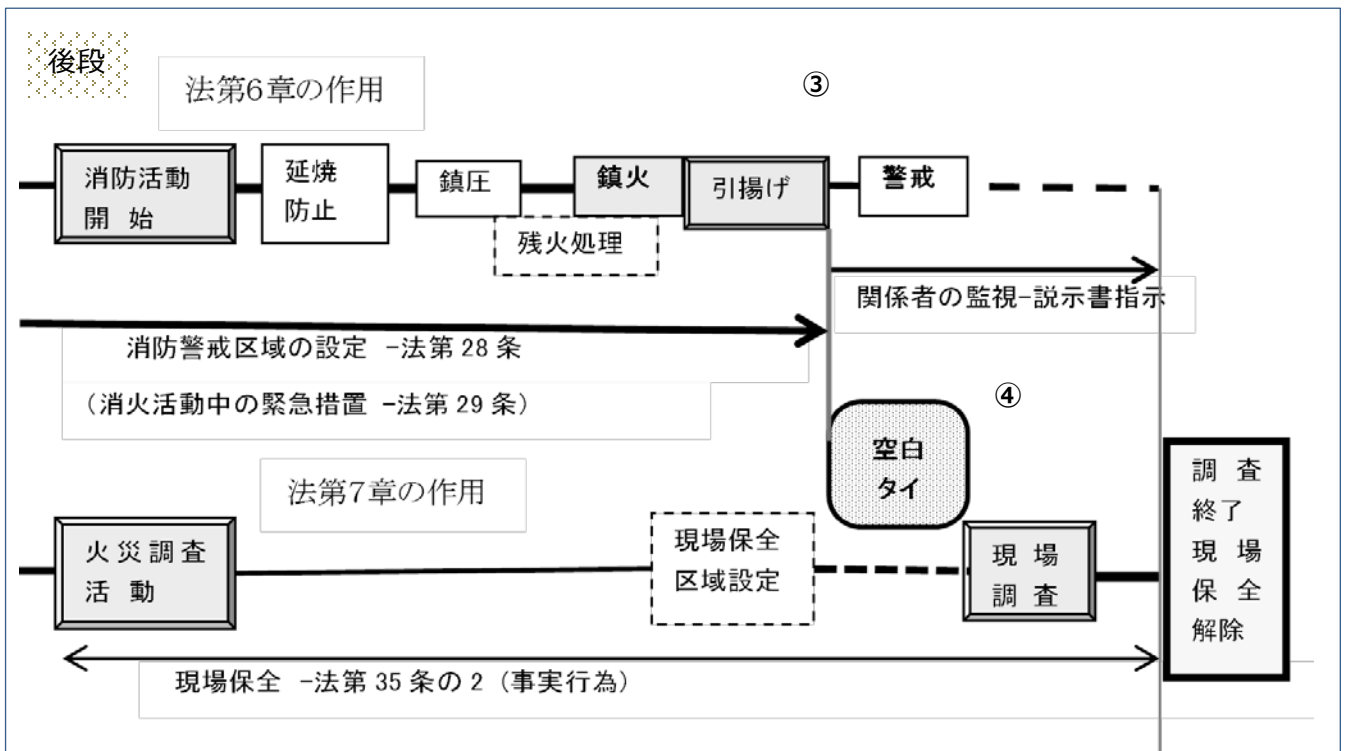 後段
法第6章の作用
③
消防活動
開 始
延焼
防止
鎮圧
鎮火
引揚げ
警戒
残火処理
関係者の監視-説示書指示
消防警戒区域の設定 -法第 28 条
(消火活動中の緊急措置 -法第 29 条)
④
空白
タイ
法第7章の作用
火災調査
活 動
現場保全
区域設定
現 場
調 査
調 査
終了
現 場
保 全
解除
現場保全 -法第 35 条の 2 (事実行為)